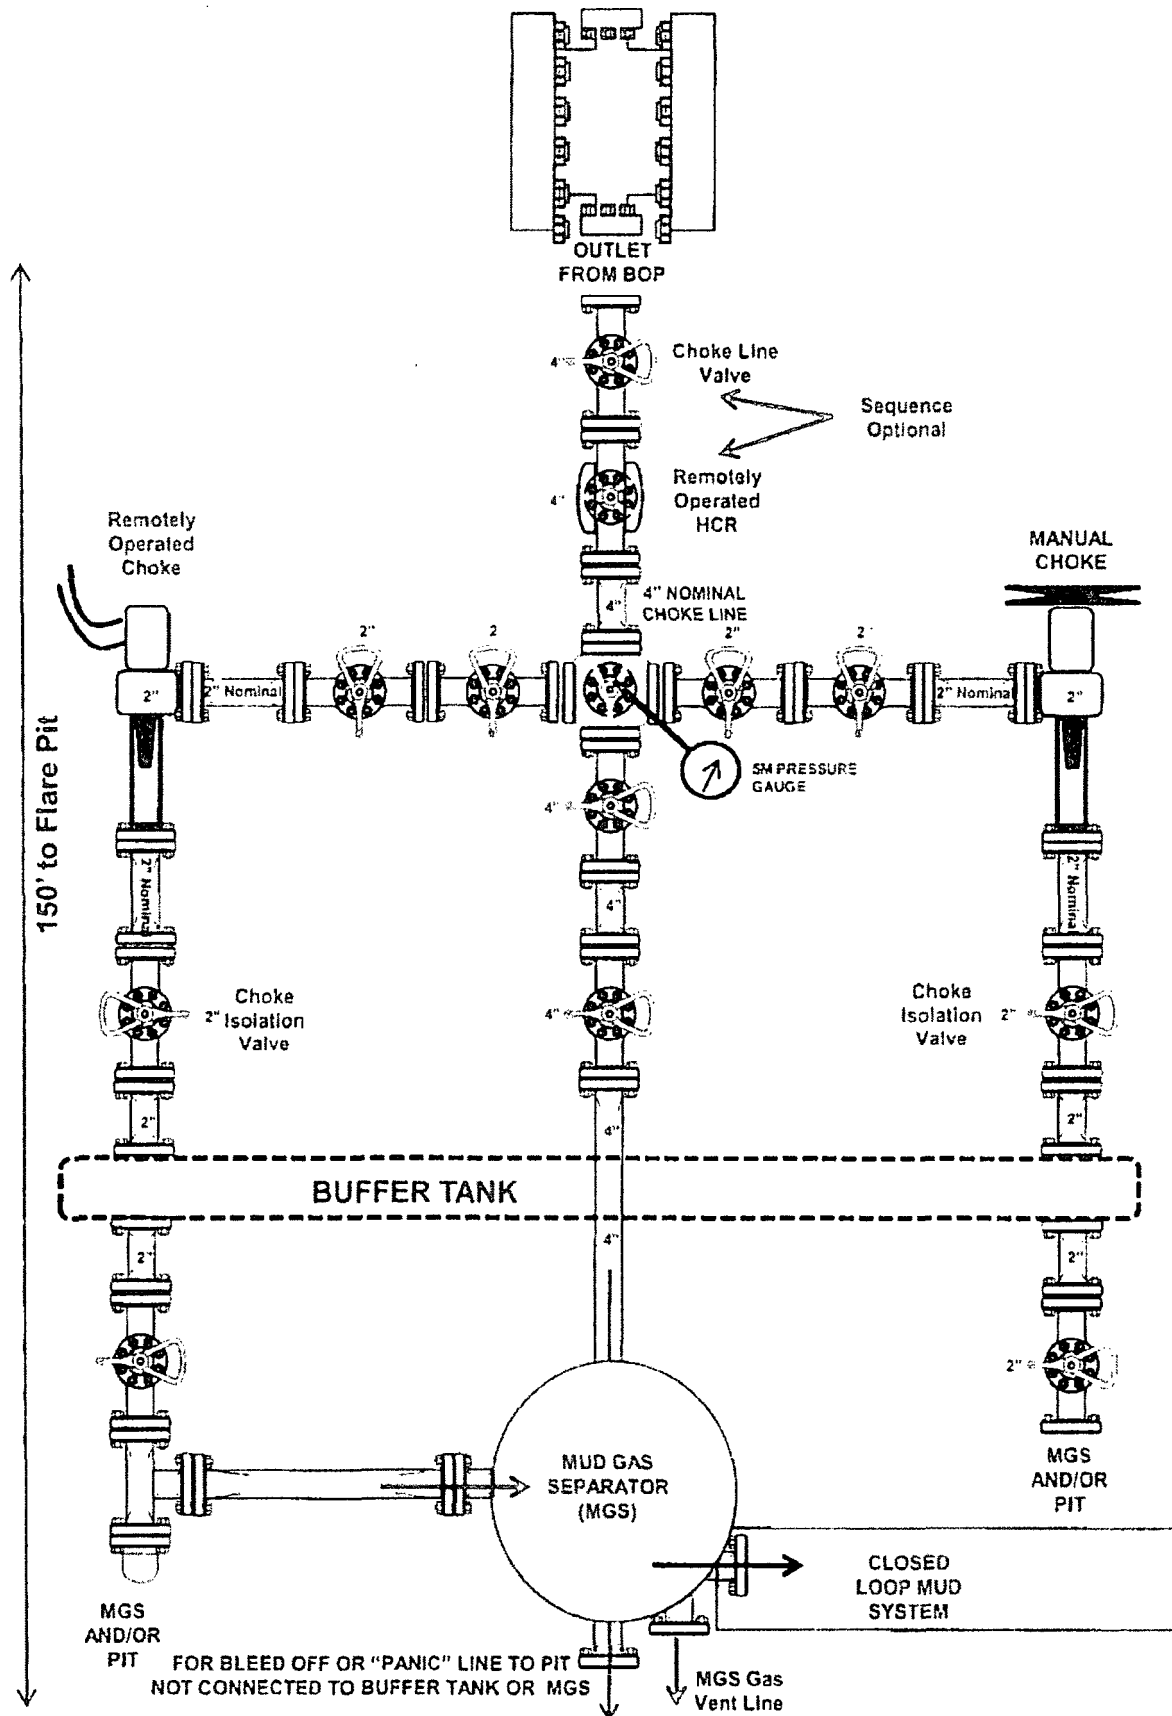 OUTLET
FROM BOP
4"
Choke Line
Valve
Sequence
Optional
4"
Remotely
Operated
HCR
Remotely
Operated
Choke
MANUAL
CHOKE
4"
4" NOMINAL
CHOKE LINE
2"
2
2"
2"
2"
2" Nominal
2" Nominal
2"
5M PRESSURE
GAUGE
4"
150' to Flare Pit
2" Nominal
4"
2" Nominal
Choke
2" Isolation
Valve
4"
Choke
Isolation 2"
Valve
2"
4"
2"
BUFFER TANK
2"
4"
2"
2"
MUD GAS
SEPARATOR
(MGS)
MGS
AND/OR
PIT
CLOSED
LOOP MUD
SYSTEM
MGS
AND/OR
PIT
FOR BLEED OFF OR "PANIC" LINE TO PIT
NOT CONNECTED TO BUFFER TANK OR MGS
MGS Gas
Vent Line